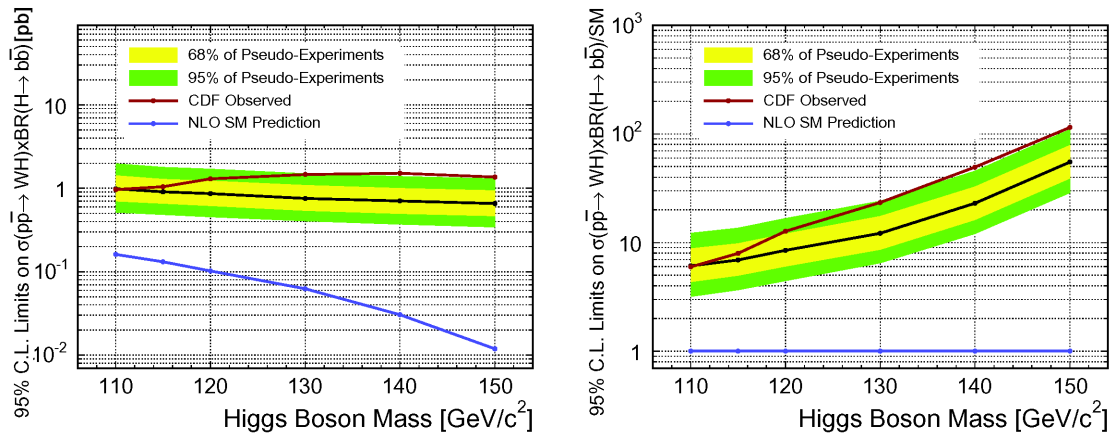 95% C.L. Limits on σ(pp̅→ WH)xBR(H→ bb̅)[pb]
10
1
10⁻¹
10⁻²
68% of Pseudo-Experiments
95% of Pseudo-Experiments
CDF Observed
NLO SM Prediction
110 120 130 140 150
Higgs Boson Mass [GeV/c²]
95% C.L. Limits on σ(pp̅→ WH)xBR(H→ bb̅)/SM
10³
10²
10
1
68% of Pseudo-Experiments
95% of Pseudo-Experiments
CDF Observed
NLO SM Prediction
110 120 130 140 150
Higgs Boson Mass [GeV/c²]